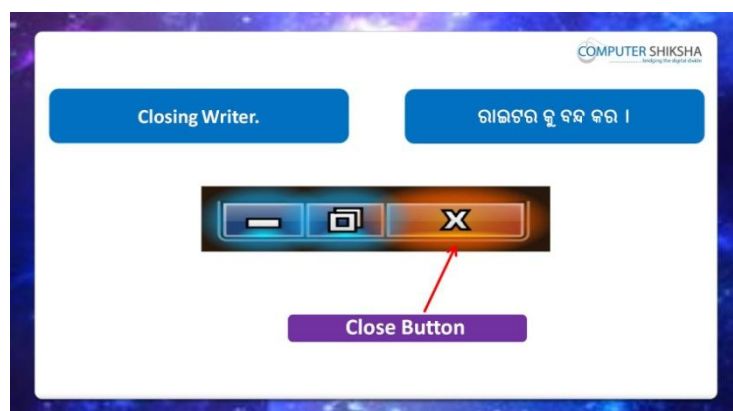 COMPUTER SHIKSHA
bridging the digital divide
Closing Writer.
ରାଇଟର କୁ ବନ୍ଦ କର ।
X
Close Button